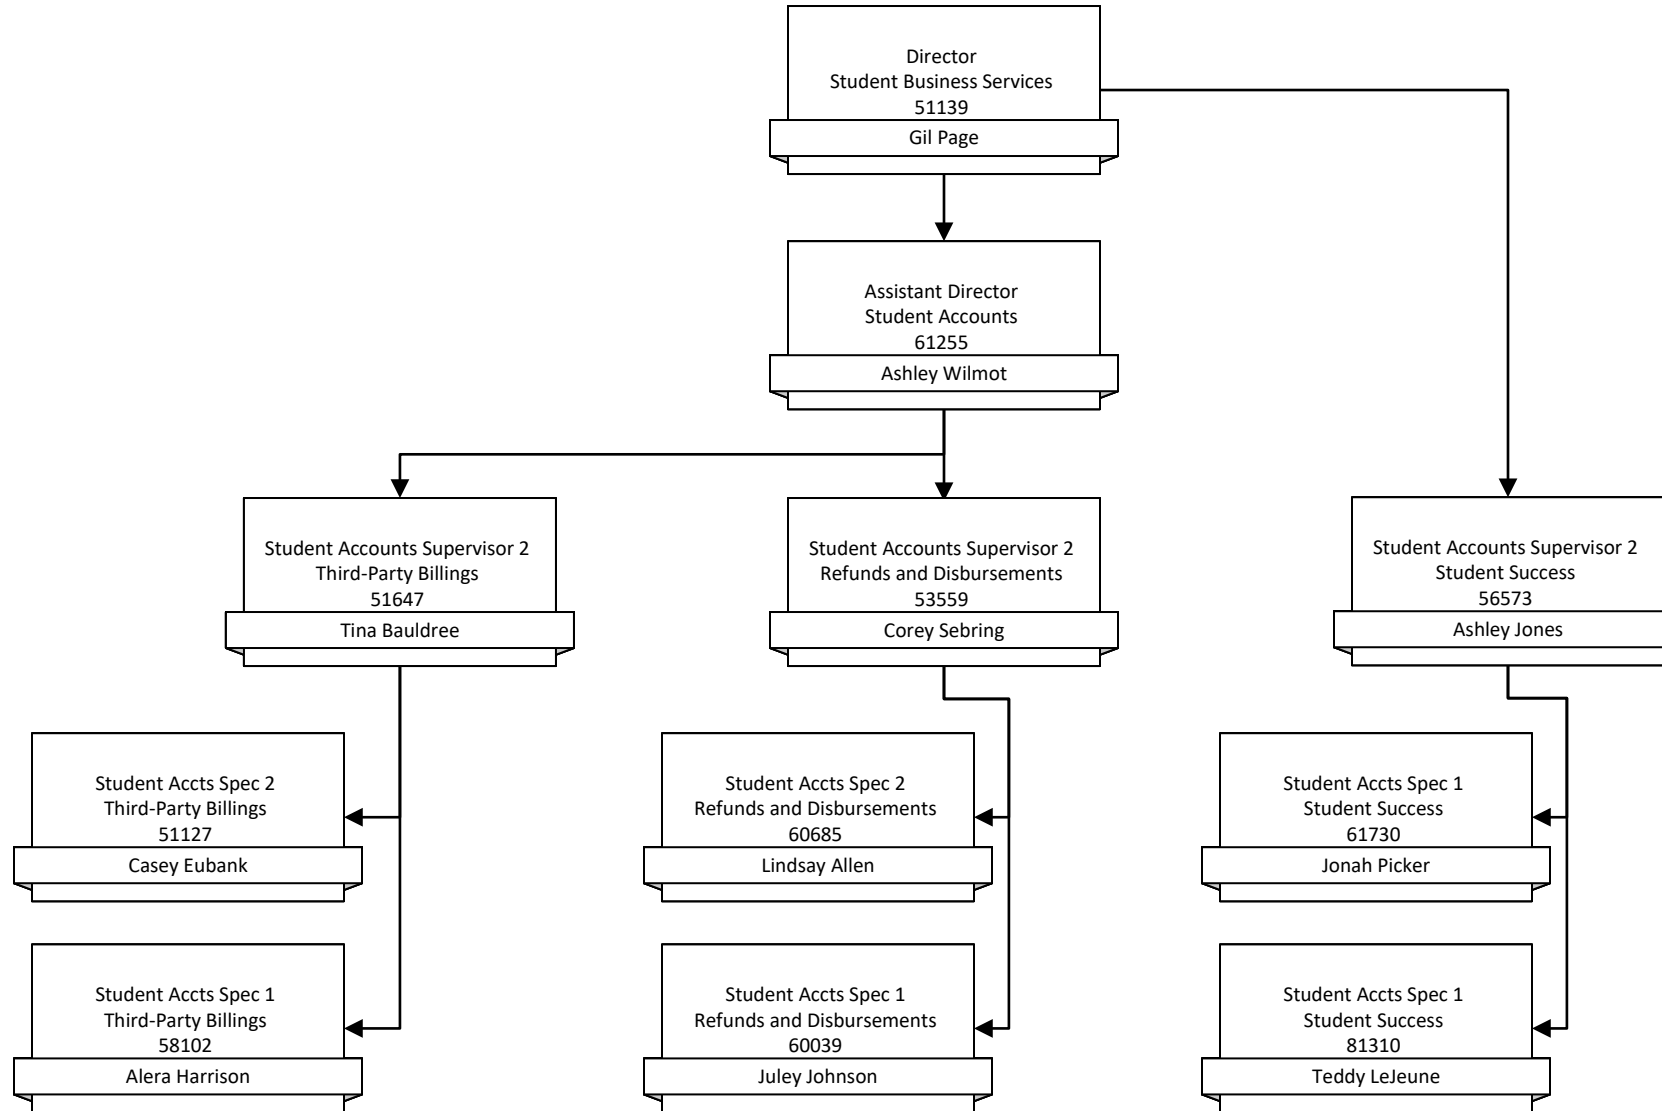 Director
Student Business Services
51139
Gil Page
Assistant Director
Student Accounts
61255
Ashley Wilmot
Student Accounts Supervisor 2
Third-Party Billings
51647
Tina Bauldree
Student Accounts Supervisor 2
Refunds and Disbursements
53559
Corey Sebring
Student Accounts Supervisor 2
Student Success
56573
Ashley Jones
Student Accts Spec 2
Third-Party Billings
51127
Casey Eubank
Student Accts Spec 2
Refunds and Disbursements
60685
Lindsay Allen
Student Accts Spec 1
Student Success
61730
Jonah Picker
Student Accts Spec 1
Third-Party Billings
58102
Alera Harrison
Student Accts Spec 1
Refunds and Disbursements
60039
Juley Johnson
Student Accts Spec 1
Student Success
81310
Teddy LeJeune